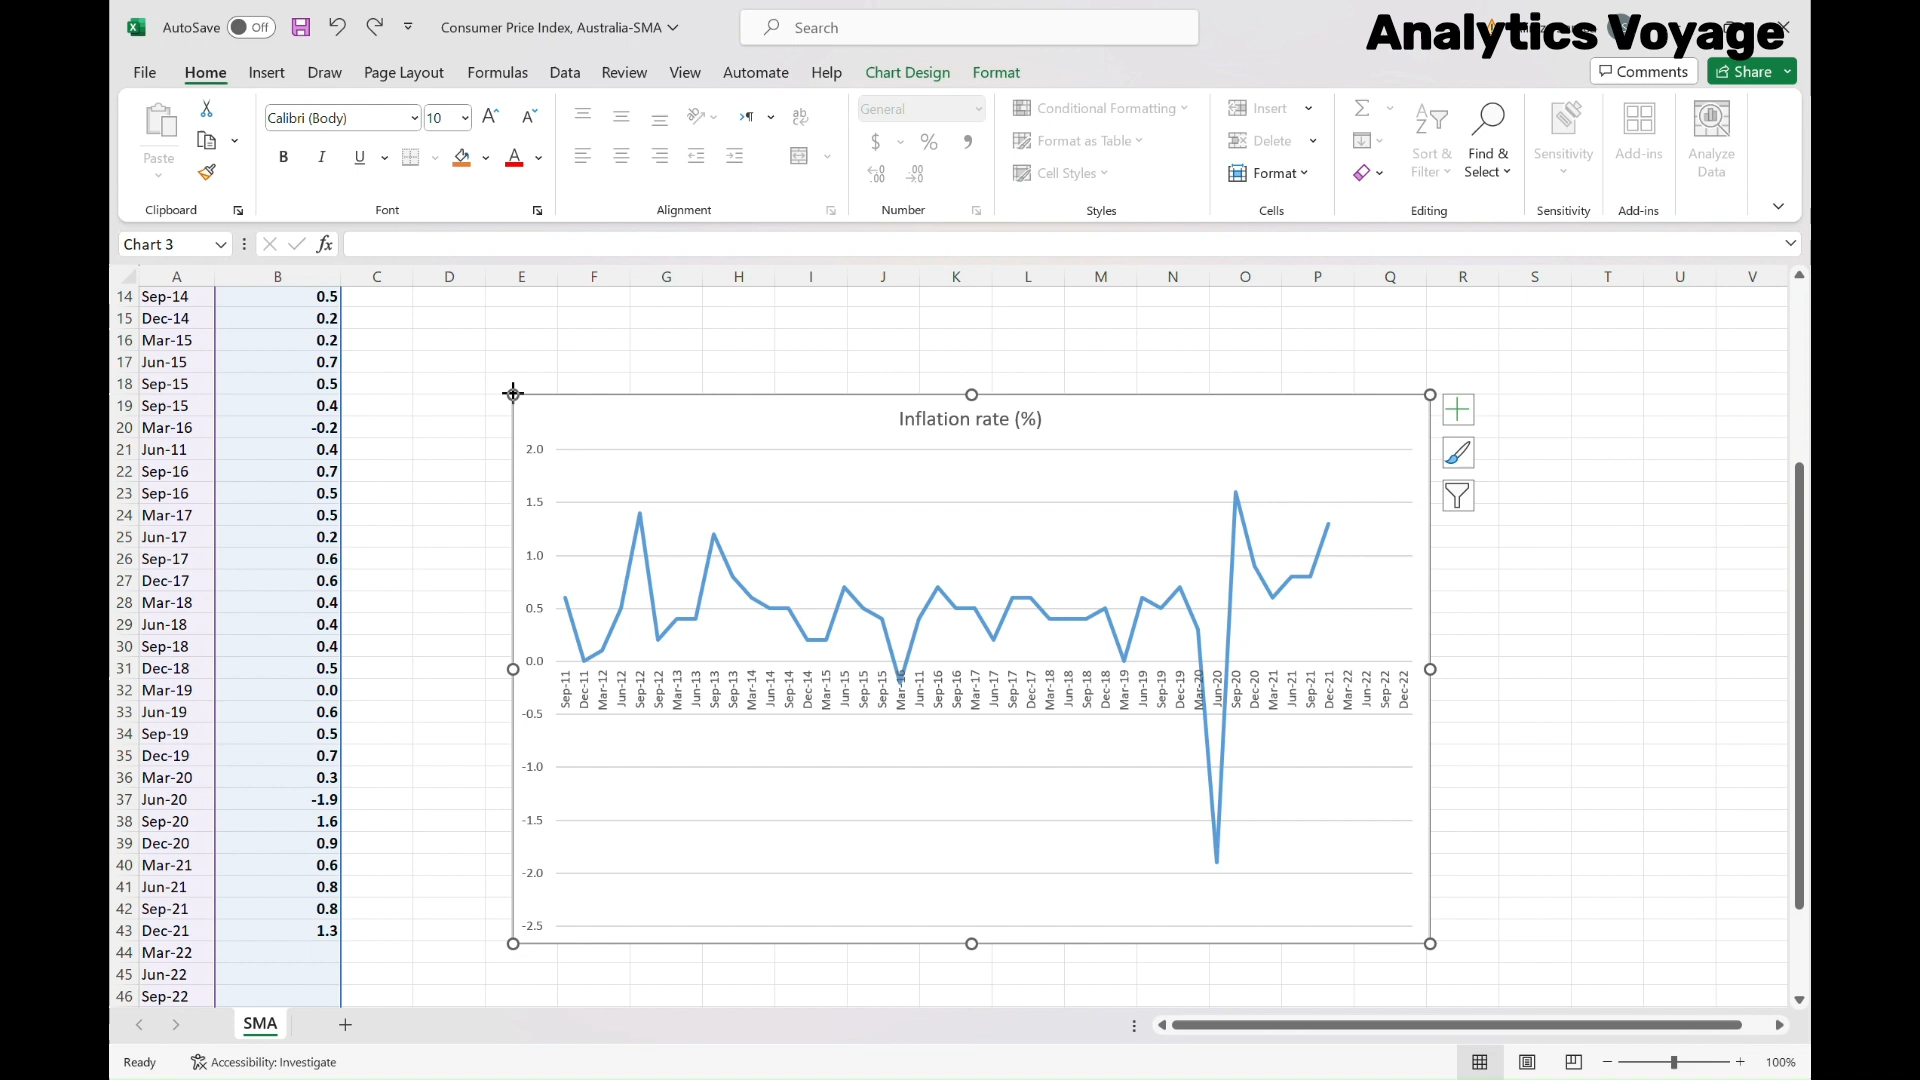 AutoSave Off Consumer Price Index, Australia-SMA Search
Analytics Voyage
File Home Insert Draw Page Layout Formulas Data Review View Automate Help Chart Design Format
Comments Share
Paste
Calibri (Body) 10
B I U
General
$ %
Conditional Formatting
Format as Table
Cell Styles
Insert
Delete
Format
Sort & Filter
Find & Select
Sensitivity
Add-ins
Analyze Data
Clipboard Font Alignment Number Styles Cells Editing Sensitivity Add-ins
Chart 3 fx
A B C D E F G H I J K L M N O P Q R S T U V
14 Sep-14 0.5
15 Dec-14 0.2
16 Mar-15 0.2
17 Jun-15 0.7
18 Sep-15 0.5
19 Sep-15 0.4
20 Mar-16 -0.2
21 Jun-11 0.4
22 Sep-16 0.7
23 Sep-16 0.5
24 Mar-17 0.5
25 Jun-17 0.2
26 Sep-17 0.6
27 Dec-17 0.6
28 Mar-18 0.4
29 Jun-18 0.4
30 Sep-18 0.4
31 Dec-18 0.5
32 Mar-19 0.0
33 Jun-19 0.6
34 Sep-19 0.5
35 Dec-19 0.7
36 Mar-20 0.3
37 Jun-20 -1.9
38 Sep-20 1.6
39 Dec-20 0.9
40 Mar-21 0.6
41 Jun-21 0.8
42 Sep-21 0.8
43 Dec-21 1.3
44 Mar-22
45 Jun-22
46 Sep-22
Inflation rate (%)
2.0
1.5
1.0
0.5
0.0
Sep-11 Dec-11 Mar-12 Jun-12 Sep-12 Sep-12 Mar-13 Jun-13 Sep-13 Sep-13 Mar-14 Jun-14 Sep-14 Dec-14 Mar-15 Jun-15 Sep-15 Sep-15 Mar-16 Jun-11 Sep-16 Sep-16 Mar-17 Jun-17 Sep-17 Dec-17 Mar-18 Jun-18 Sep-18 Dec-18 Mar-19 Jun-19 Sep-19 Dec-19 Mar-20 Jun-20 Sep-20 Dec-20 Mar-21 Jun-21 Sep-21 Dec-21 Mar-22 Jun-22 Sep-22 Dec-22
-0.5
-1.0
-1.5
-2.0
-2.5
SMA
Ready Accessibility: Investigate 100%